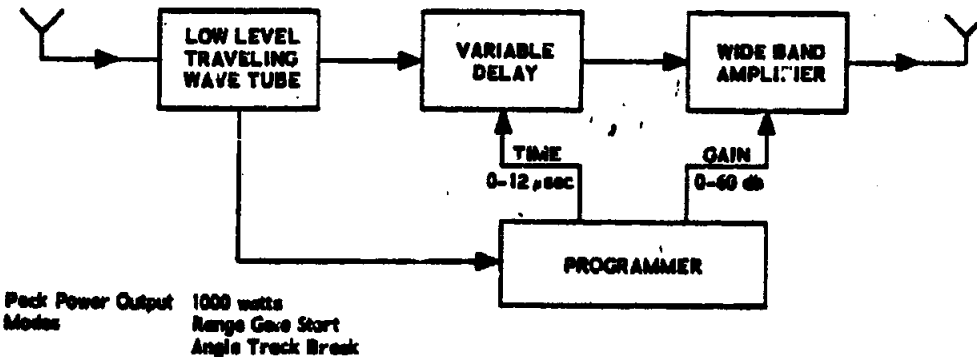 LOW LEVEL
TRAVELING
WAVE TUBE
VARIABLE
DELAY
WIDE BAND
AMPLIFIER
TIME
0-12 μsec
GAIN
0-60 db
PROGRAMMER
Peak Power Output 1000 watts
Modes Range Gate Start
Angle Track Break